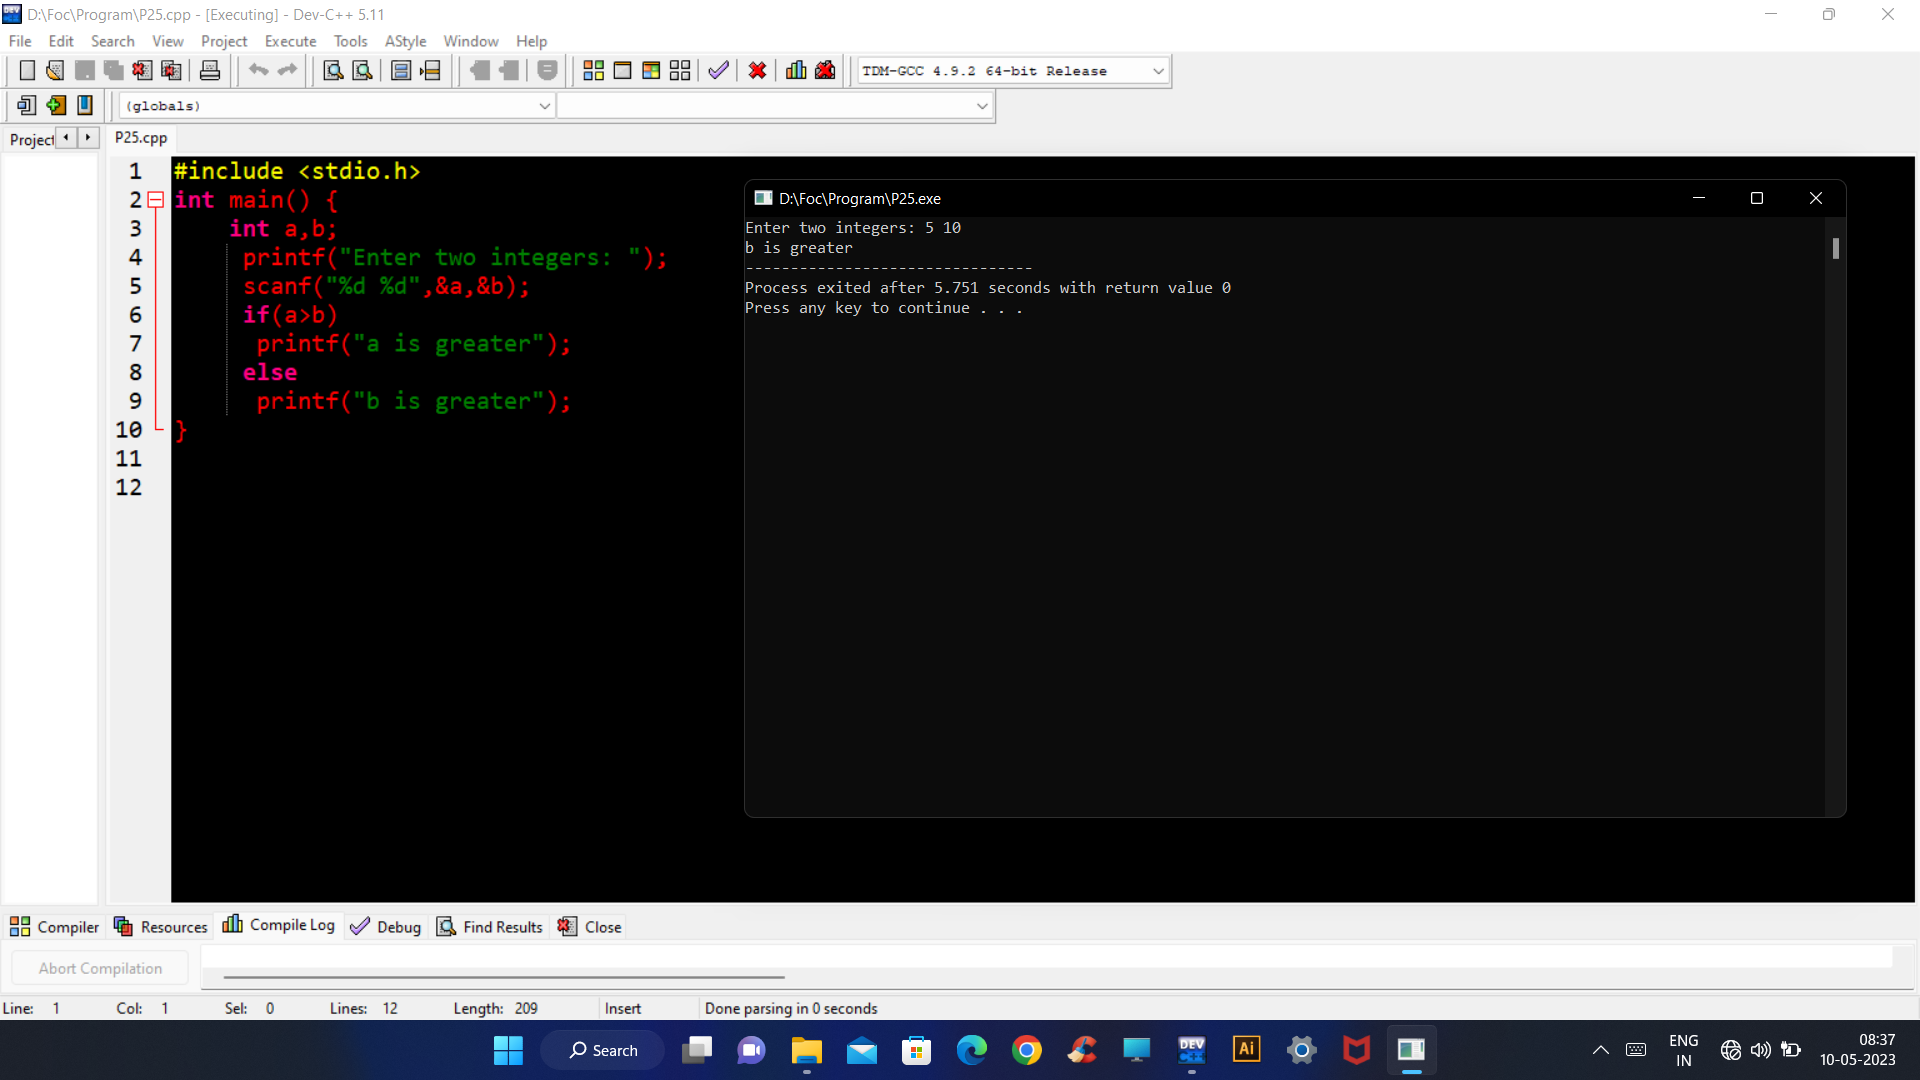 D:\Foc\Program\P25.cpp - [Executing] - Dev-C++ 5.11
File Edit Search View Project Execute Tools AStyle Window Help
TDM-GCC 4.9.2 64-bit Release
(globals)
Project
P25.cpp
1 #include <stdio.h>
2 int main() {
3 int a,b;
4 printf("Enter two integers: ");
5 scanf("%d %d",&a,&b);
6 if(a>b)
7 printf("a is greater");
8 else
9 printf("b is greater");
10 }
11
12
D:\Foc\Program\P25.exe
Enter two integers: 5 10
b is greater
--------------------------------
Process exited after 5.751 seconds with return value 0
Press any key to continue . . .
Compiler Resources Compile Log Debug Find Results Close
Abort Compilation
Line: 1 Col: 1 Sel: 0 Lines: 12 Length: 209 Insert Done parsing in 0 seconds
Search
DEV C++
Ai
ENG
IN
08:37
10-05-2023